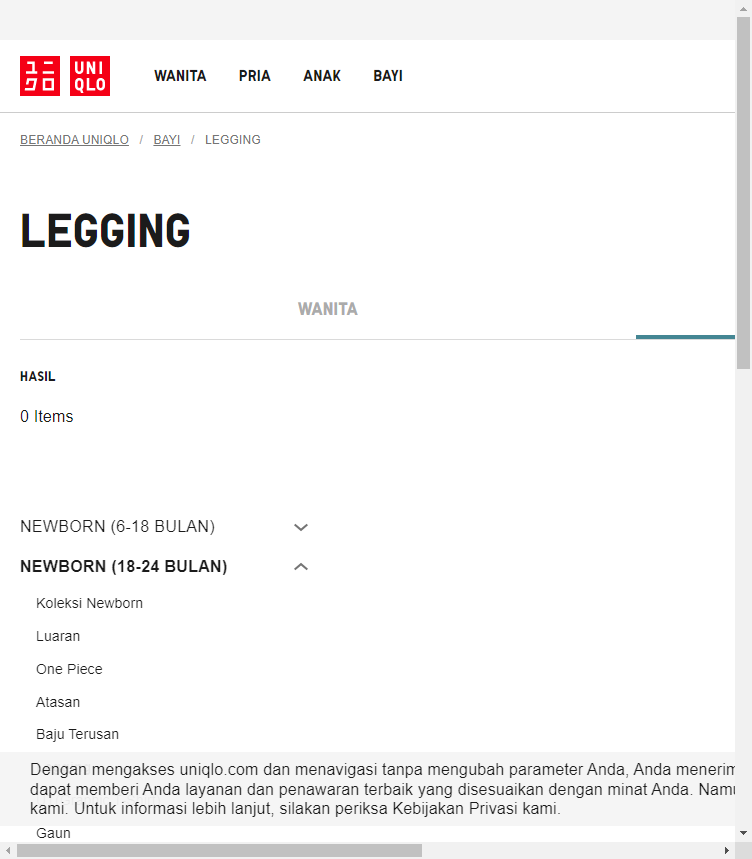 ユニ
クロ
UNI
QLO
WANITA PRIA ANAK BAYI
BERANDA UNIQLO / BAYI / LEGGING
LEGGING
WANITA
HASIL
0 Items
NEWBORN (6-18 BULAN)
NEWBORN (18-24 BULAN)
Koleksi Newborn
Luaran
One Piece
Atasan
Baju Terusan
Dengan mengakses uniqlo.com dan menavigasi tanpa mengubah parameter Anda, Anda menerim
dapat memberi Anda layanan dan penawaran terbaik yang disesuaikan dengan minat Anda. Namu
kami. Untuk informasi lebih lanjut, silakan periksa Kebijakan Privasi kami.
Gaun